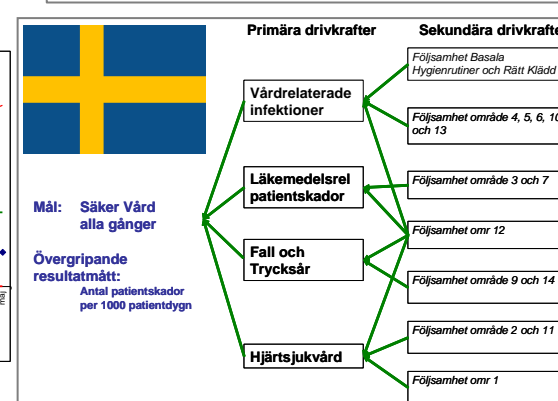 Primära drivkrafter
Sekundära drivkrafte
Följsamhet Basala
Hygienrutiner och Rätt Klädd
Vårdrelaterade
infektioner
Följsamhet område 4, 5, 6, 10
och 13
Läkemedelsrel
patientskador
Följsamhet område 3 och 7
Mål: Säker Vård
alla gånger
Följsamhet omr 12
Övergripande
resultatmått:
Antal patientskador
per 1000 patientdygn
Fall och
Trycksår
Följsamhet område 9 och 14
Följsamhet område 2 och 11
Hjärtsjukvård
Följsamhet omr 1
maj